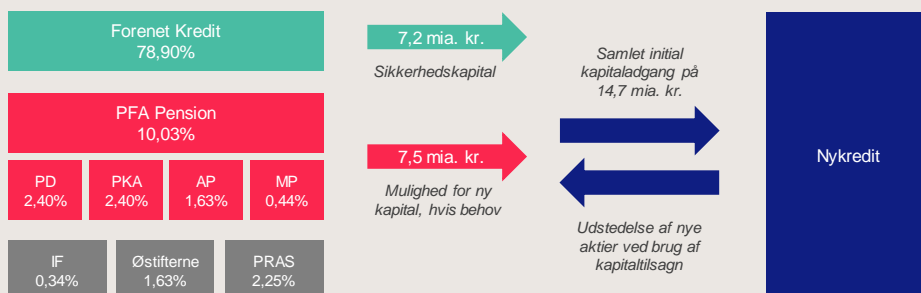 Forenet Kredit
78,90%
7,2 mia. kr.
Sikkerhedskapital
PFA Pension
10,03%
PD
2,40%
PKA
2,40%
AP
1,63%
MP
0,44%
7,5 mia. kr.
Mulighed for ny
kapital, hvis behov
IF
0,34%
Østifterne
1,63%
PRAS
2,25%
Samlet initial
kapitaladgang på
14,7 mia. kr.
Udstedelse af nye
aktier ved brug af
kapitaltilsagn
Nykredit